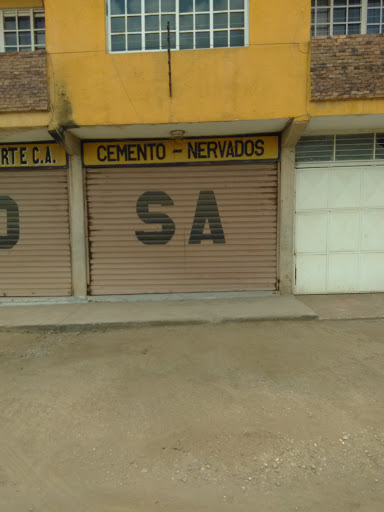 RTE C.A.
CEMENTO - NERVADOS
O SA